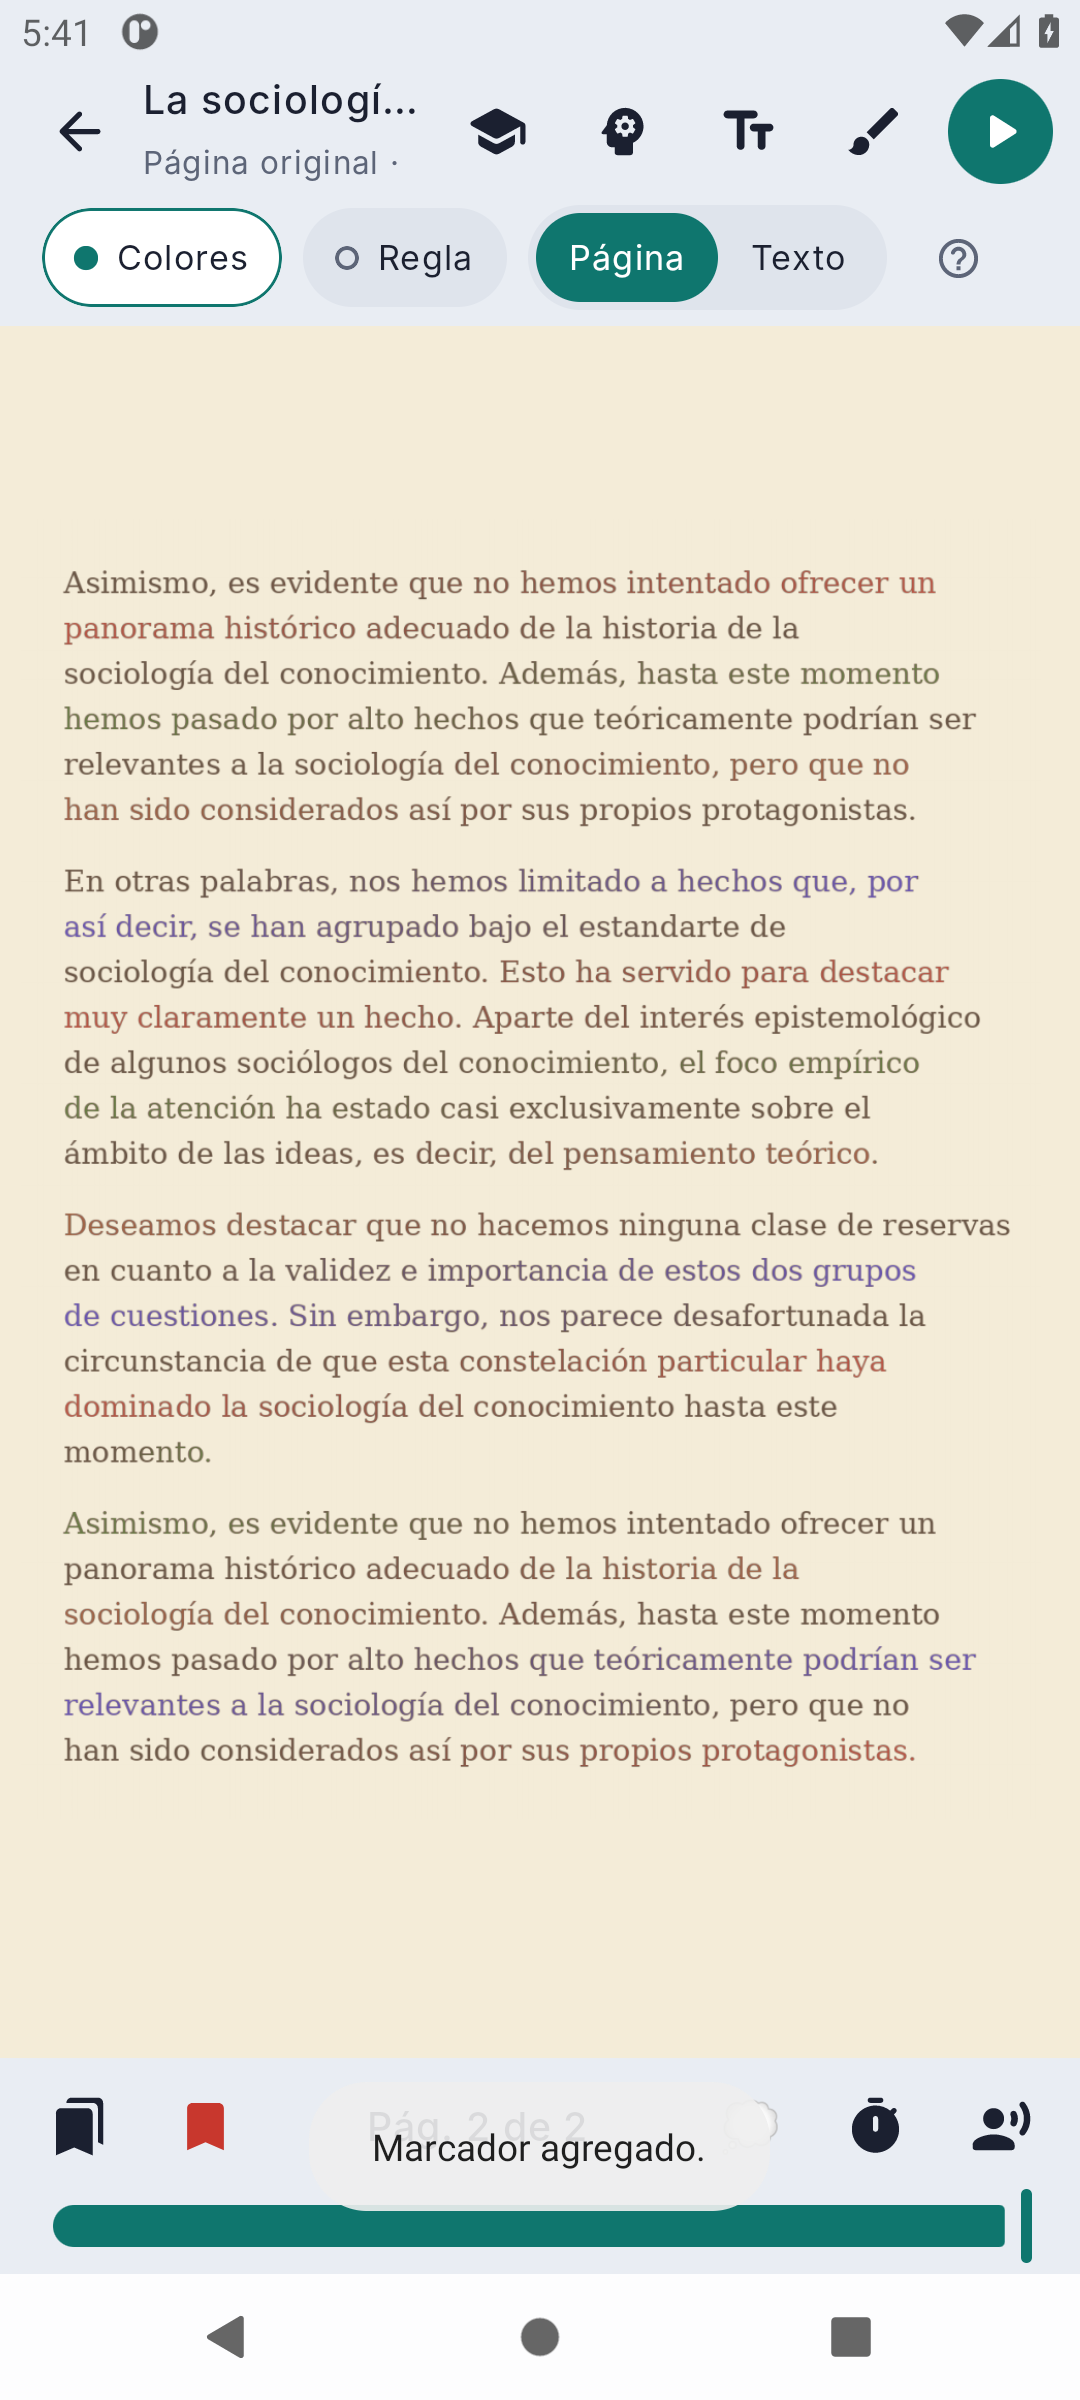 5:41
La sociologí...
Página original ·
Colores
Regla
Página
Texto
Asimismo, es evidente que no hemos intentado ofrecer un
panorama histórico adecuado de la historia de la
sociología del conocimiento. Además, hasta este momento
hemos pasado por alto hechos que teóricamente podrían ser
relevantes a la sociología del conocimiento, pero que no
han sido considerados así por sus propios protagonistas.
En otras palabras, nos hemos limitado a hechos que, por
así decir, se han agrupado bajo el estandarte de
sociología del conocimiento. Esto ha servido para destacar
muy claramente un hecho. Aparte del interés epistemológico
de algunos sociólogos del conocimiento, el foco empírico
de la atención ha estado casi exclusivamente sobre el
ámbito de las ideas, es decir, del pensamiento teórico.
Deseamos destacar que no hacemos ninguna clase de reservas
en cuanto a la validez e importancia de estos dos grupos
de cuestiones. Sin embargo, nos parece desafortunada la
circunstancia de que esta constelación particular haya
dominado la sociología del conocimiento hasta este
momento.
Asimismo, es evidente que no hemos intentado ofrecer un
panorama histórico adecuado de la historia de la
sociología del conocimiento. Además, hasta este momento
hemos pasado por alto hechos que teóricamente podrían ser
relevantes a la sociología del conocimiento, pero que no
han sido considerados así por sus propios protagonistas.
Pág. 2 de 2
Marcador agregado.